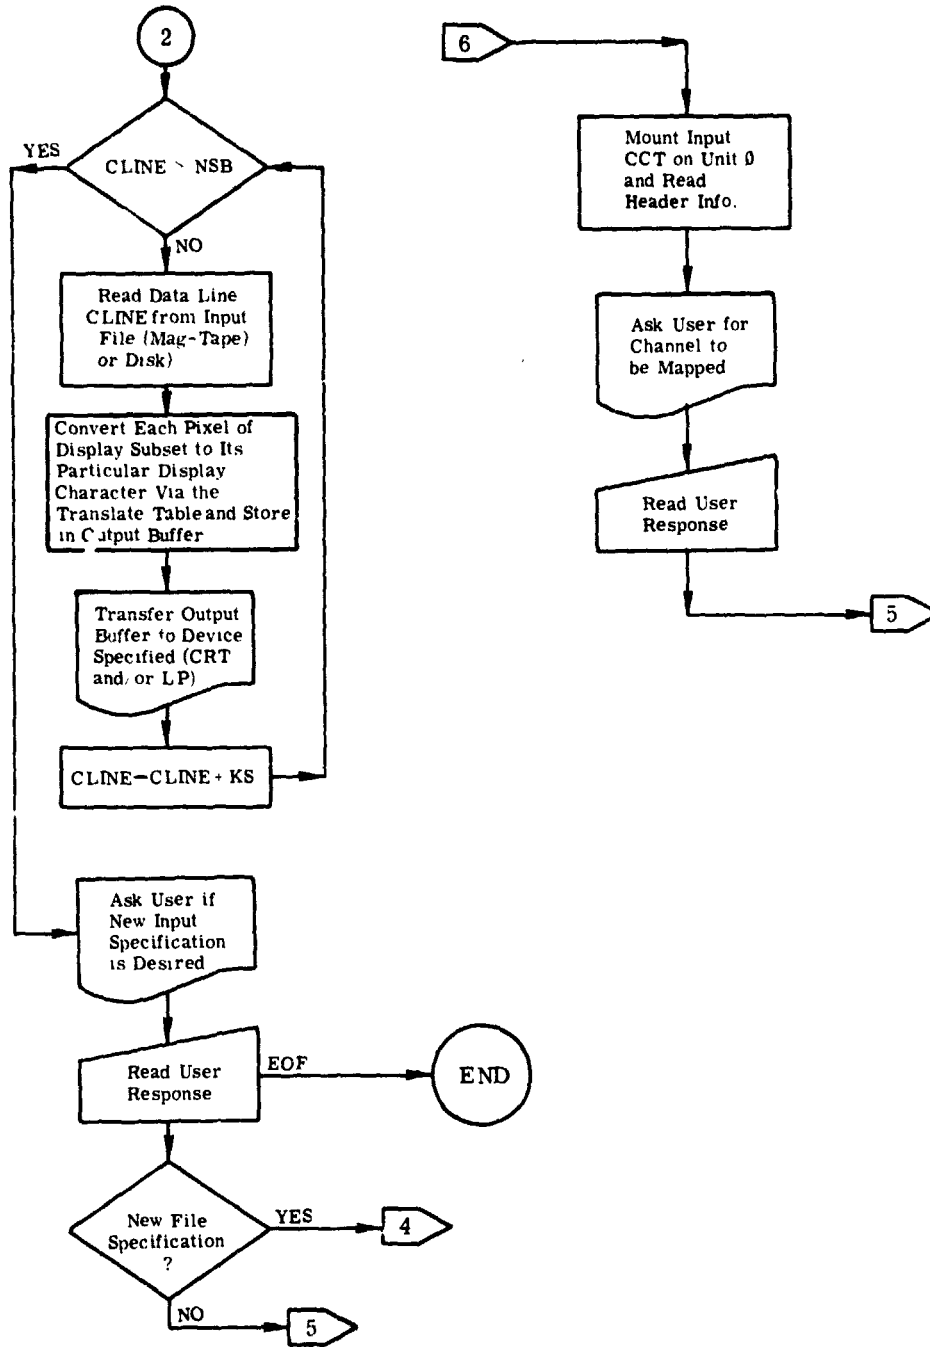 2
YES
CLINE > NSB
NO
Read Data Line
CLINE from Input
File (Mag-Tape)
or Disk)
Convert Each Pixel of
Display Subset to Its
Particular Display
Character Via the
Translate Table and Store
in Output Buffer
Transfer Output
Buffer to Device
Specified (CRT
and/or LP)
CLINE-CLINE + KS
Ask User if
New Input
Specification
is Desired
Read User
Response
EOF
END
New File
Specification
?
YES
4
NO
5
6
Mount Input
CCT on Unit Ø
and Read
Header Info.
Ask User for
Channel to
be Mapped
Read User
Response
5